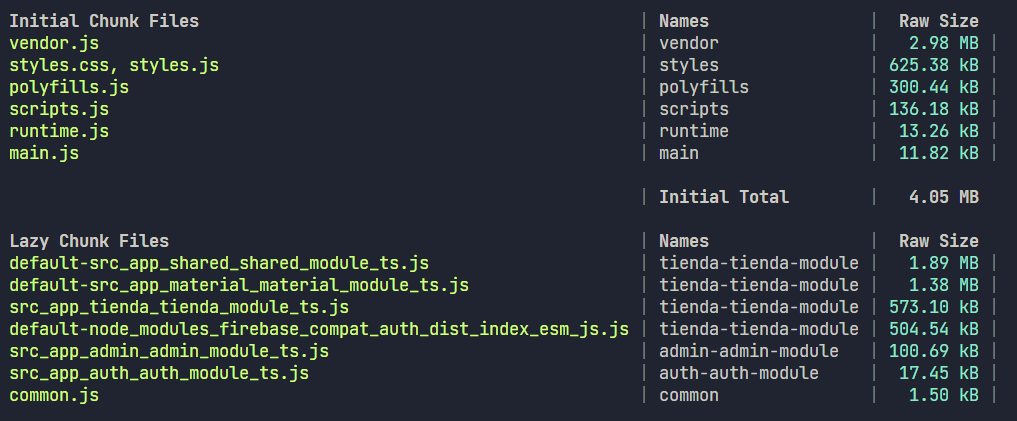 Initial Chunk Files | Names | Raw Size
vendor.js | vendor | 2.98 MB |
styles.css, styles.js | styles | 625.38 kB |
polyfills.js | polyfills | 300.44 kB |
scripts.js | scripts | 136.18 kB |
runtime.js | runtime | 13.26 kB |
main.js | main | 11.82 kB |
| Initial Total | 4.05 MB
Lazy Chunk Files | Names | Raw Size
default-src_app_shared_shared_module_ts.js | tienda-tienda-module | 1.89 MB |
default-src_app_material_material_module_ts.js | tienda-tienda-module | 1.38 MB |
src_app_tienda_tienda_module_ts.js | tienda-tienda-module | 573.10 kB |
default-node_modules_firebase_compat_auth_dist_index_esm_js.js | tienda-tienda-module | 504.54 kB |
src_app_admin_admin_module_ts.js | admin-admin-module | 100.69 kB |
src_app_auth_auth_module_ts.js | auth-auth-module | 17.45 kB |
common.js | common | 1.50 kB |